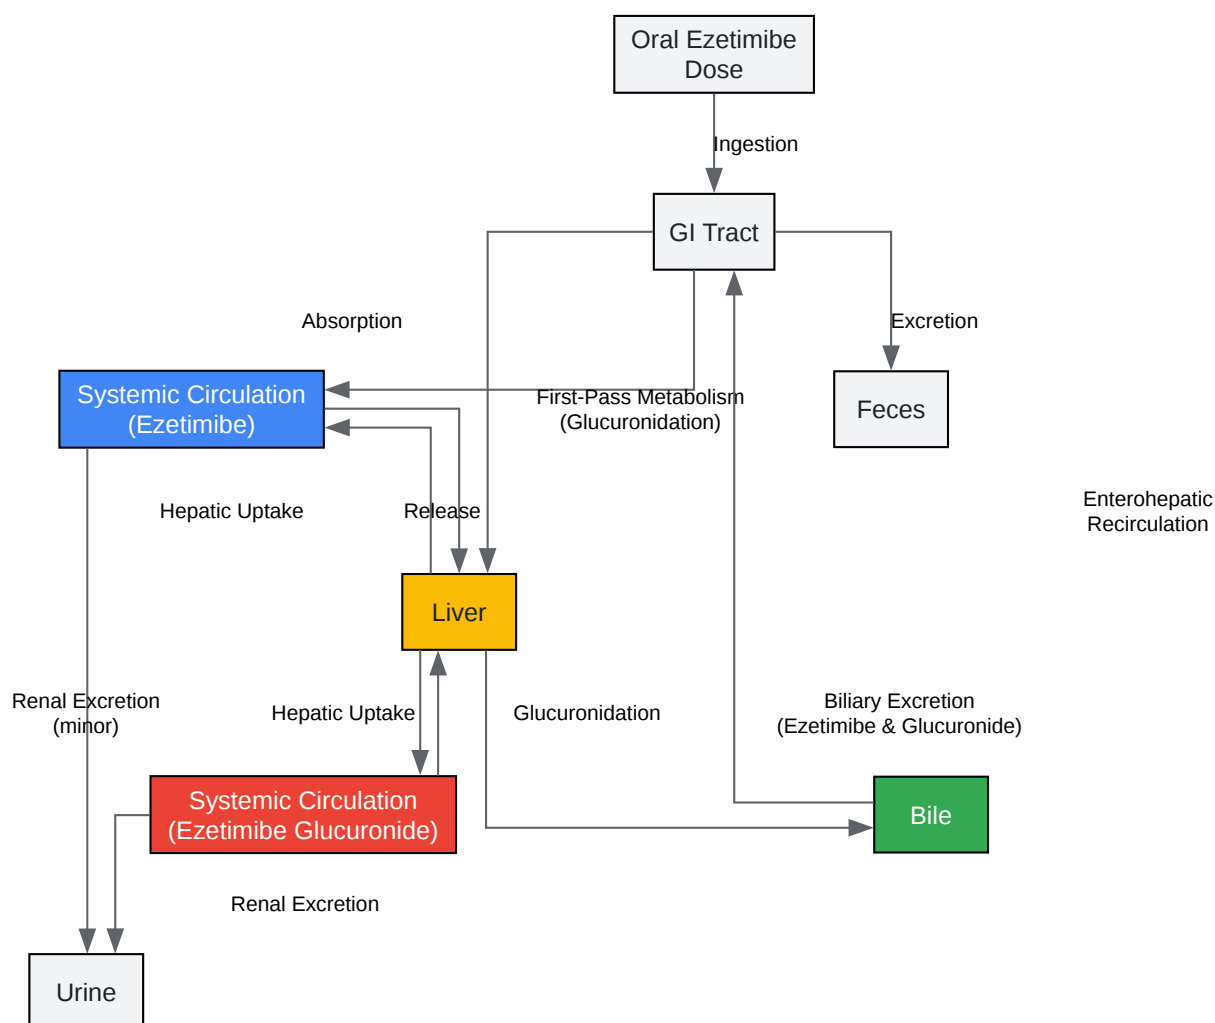 Oral Ezetimibe
Dose
Ingestion
GI Tract
Absorption
Excretion
Systemic Circulation
(Ezetimibe)
First-Pass Metabolism
(Glucuronidation)
Feces
Hepatic Uptake
Release
Enterohepatic
Recirculation
Liver
Renal Excretion
(minor)
Hepatic Uptake
Glucuronidation
Biliary Excretion
(Ezetimibe & Glucuronide)
Systemic Circulation
(Ezetimibe Glucuronide)
Bile
Renal Excretion
Urine